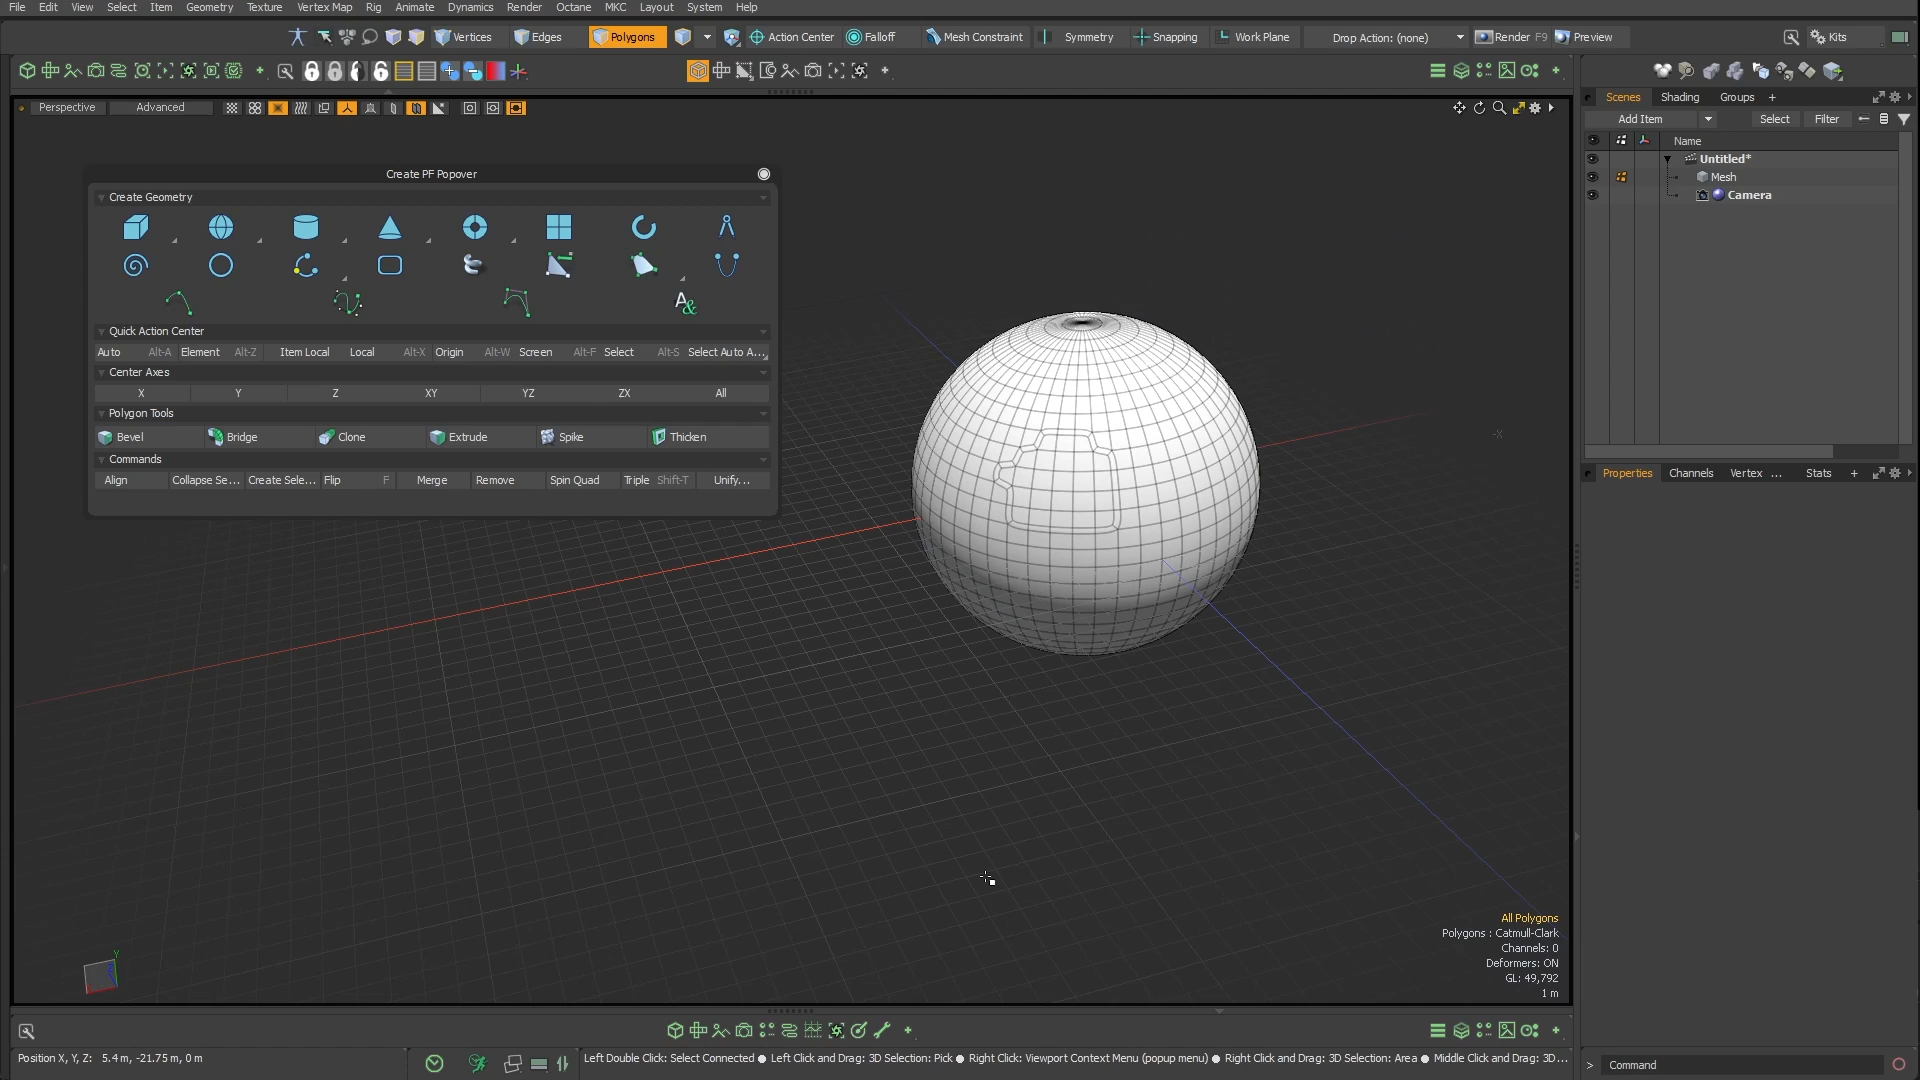 File Edit View Select Item Geometry Texture Vertex Map Rig Animate Dynamics Render Octane MKC Layout System Help
Vertices Edges Polygons Action Center Falloff Mesh Constraint Symmetry Snapping Work Plane Drop Action: (none) Render F9 Preview Kits
Perspective Advanced
Scenes Shading Groups +
Add Item Select Filter
Name
Untitled*
Mesh
Camera
Create PF Popover
Create Geometry
A&
Quick Action Center
Auto Alt-A Element Alt-Z Item Local Local Alt-X Origin Alt-W Screen Alt-F Select Alt-S Select Auto A...
Center Axes
X Y Z XY YZ ZX All
Polygon Tools
Bevel Bridge Clone Extrude Spike Thicken
Commands
Align Collapse Se... Create Sele... Flip F Merge Remove Spin Quad Triple Shift-T Unify...
-X
Properties Channels Vertex ... Stats +
All Polygons
Polygons : Catmull-Clark
Channels: 0
Deformers: ON
GL: 49,792
1 m
Y
Position X, Y, Z: 5.4 m, -21.75 m, 0 m
Left Double Click: Select Connected ● Left Click and Drag: 3D Selection: Pick ● Right Click: Viewport Context Menu (popup menu) ● Right Click and Drag: 3D Selection: Area ● Middle Click and Drag: 3D...
> Command